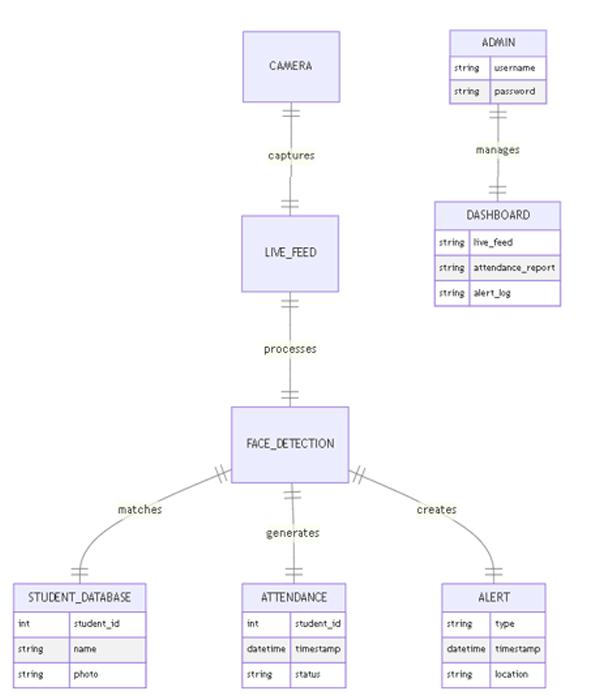 CAMERA
captures
LIVE_FEED
processes
FACE_DETECTION
matches
generates
creates
ADMIN
string username
string password
manages
DASHBOARD
string live_feed
string attendance_report
string alert_log
STUDENT_DATABASE
int student_id
string name
string photo
ATTENDANCE
int student_id
datetime timestamp
string status
ALERT
string type
datetime timestamp
string location